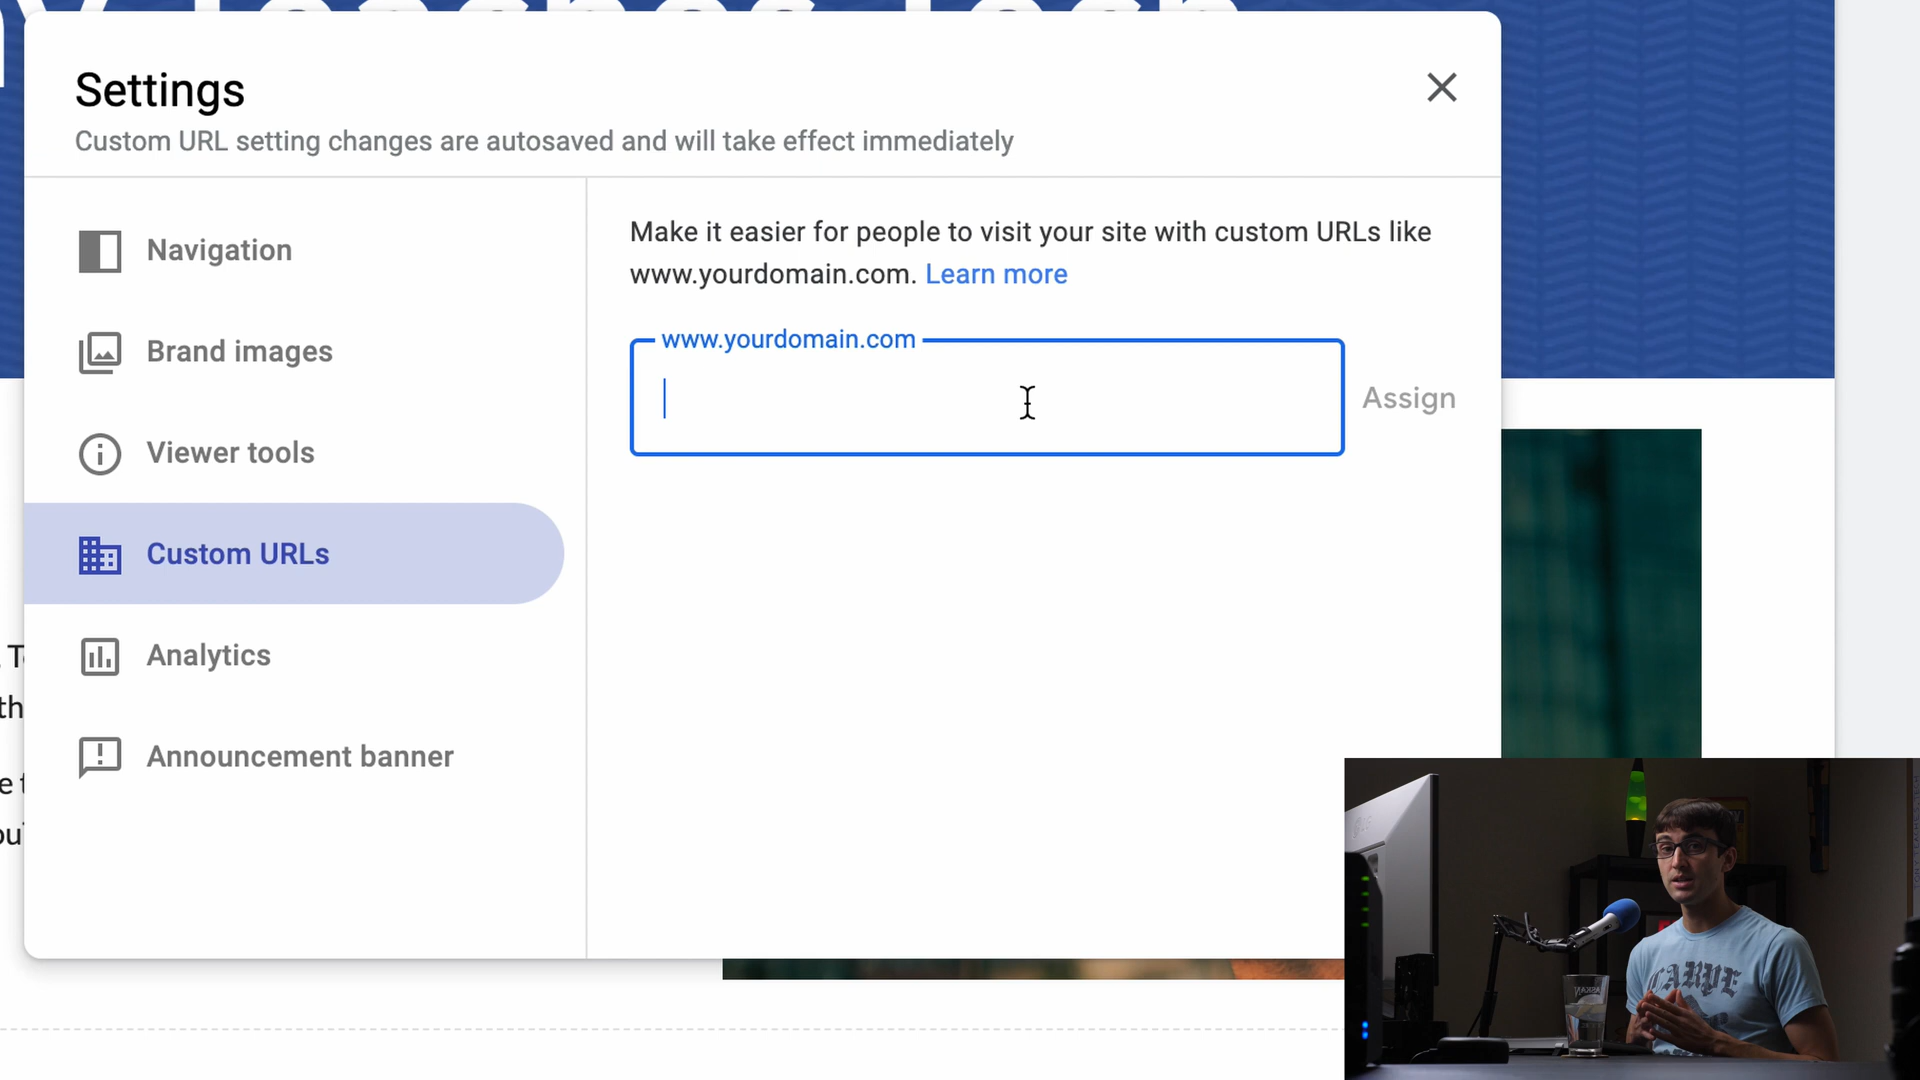 Settings
Custom URL setting changes are autosaved and will take effect immediately
Navigation
Brand images
Viewer tools
Custom URLs
Analytics
Announcement banner
Make it easier for people to visit your site with custom URLs like
www.yourdomain.com. Learn more
www.yourdomain.com
Assign
CARPE